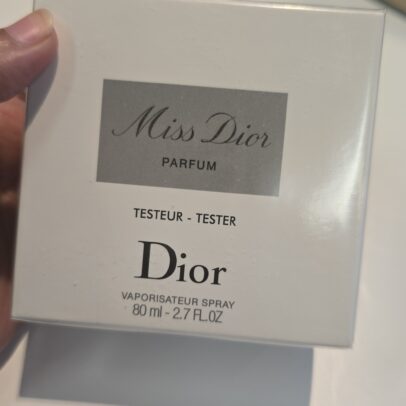 Miss Dior
PARFUM
TESTEUR - TESTER
Dior
VAPORISATEUR SPRAY
80 ml - 2.7 FL.OZ